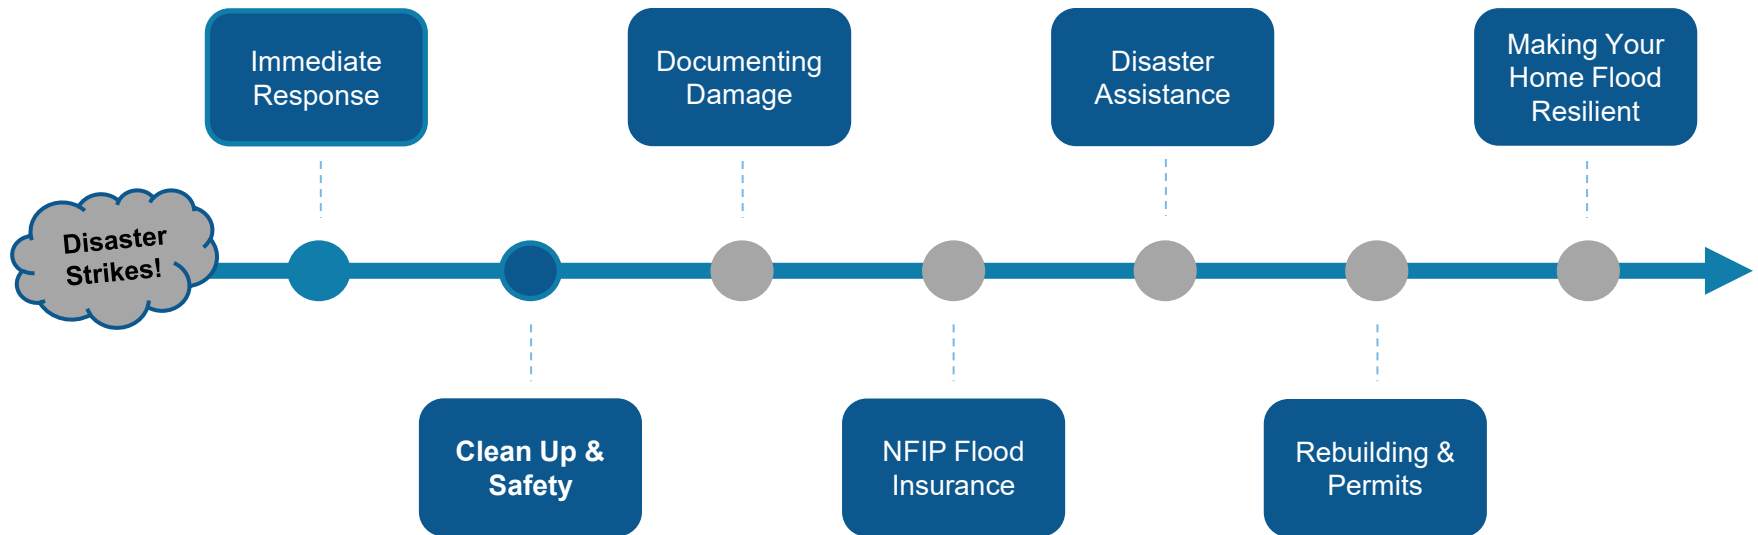 Disaster
Strikes!
Immediate
Response
Clean Up &
Safety
Documenting
Damage
NFIP Flood
Insurance
Disaster
Assistance
Rebuilding &
Permits
Making Your
Home Flood
Resilient